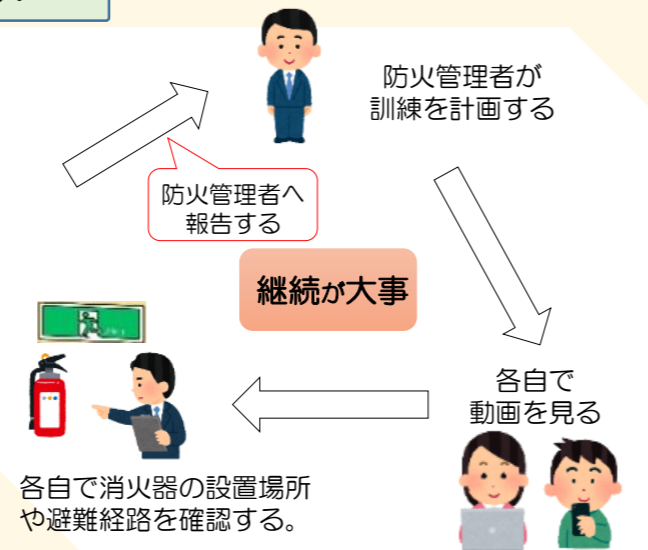 防火管理者が
訓練を計画する
防火管理者へ
報告する
継続が大事
各自で
動画を見る
各自で消火器の設置場所
や避難経路を確認する。